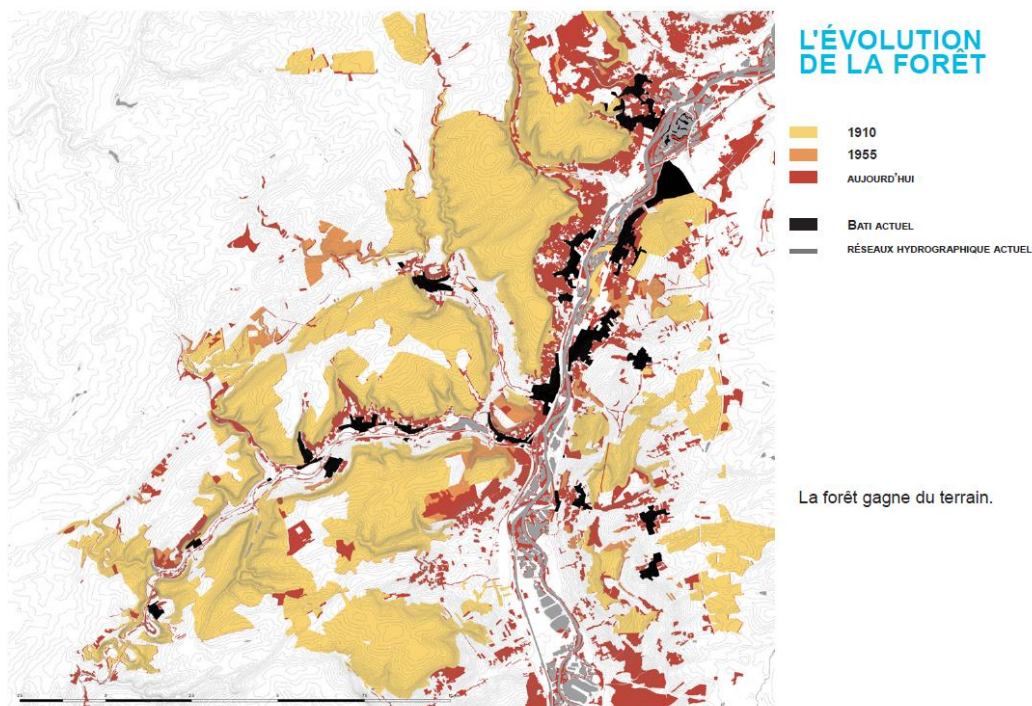 L'ÉVOLUTION
DE LA FORÊT
1910
1955
AUJOURD'HUI
BATI ACTUEL
RÉSEAUX HYDROGRAPHIQUE ACTUEL
La forêt gagne du terrain.